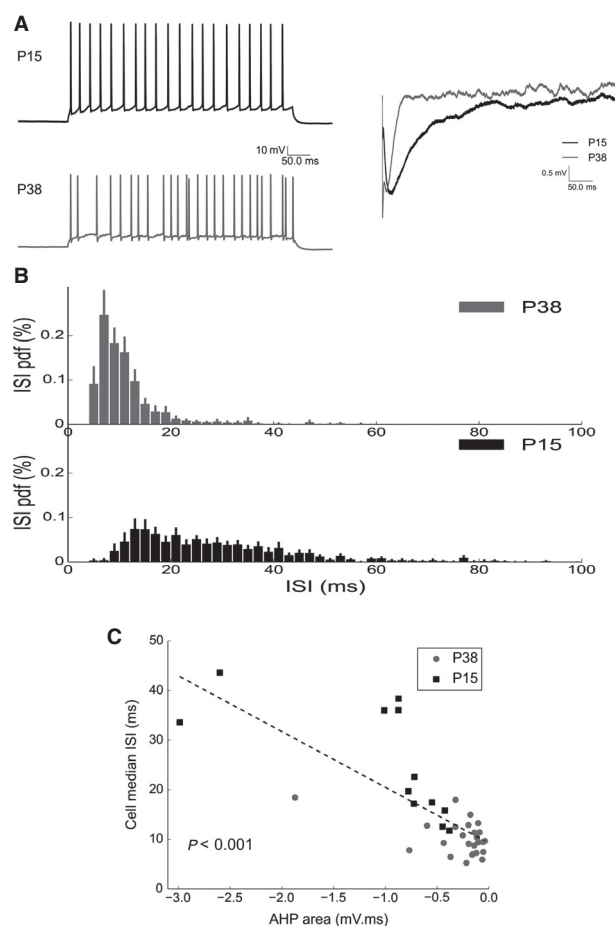 A
P15
10 mV
50.0 ms
P38
P15
P38
0.5 mV
50.0 ms
B
ISI pdf (%)
0.2
0.1
0
P38
0 20 40 60 80 100
ISI pdf (%)
0.2
0.1
0
P15
0 20 40 60 80 100
ISI (ms)
C
Cell median ISI (ms)
50
40
30
20
10
0
P38
P15
P < 0.001
−3.0 −2.5 −2.0 −1.5 −1.0 −0.5 0.0
AHP area (mV.ms)